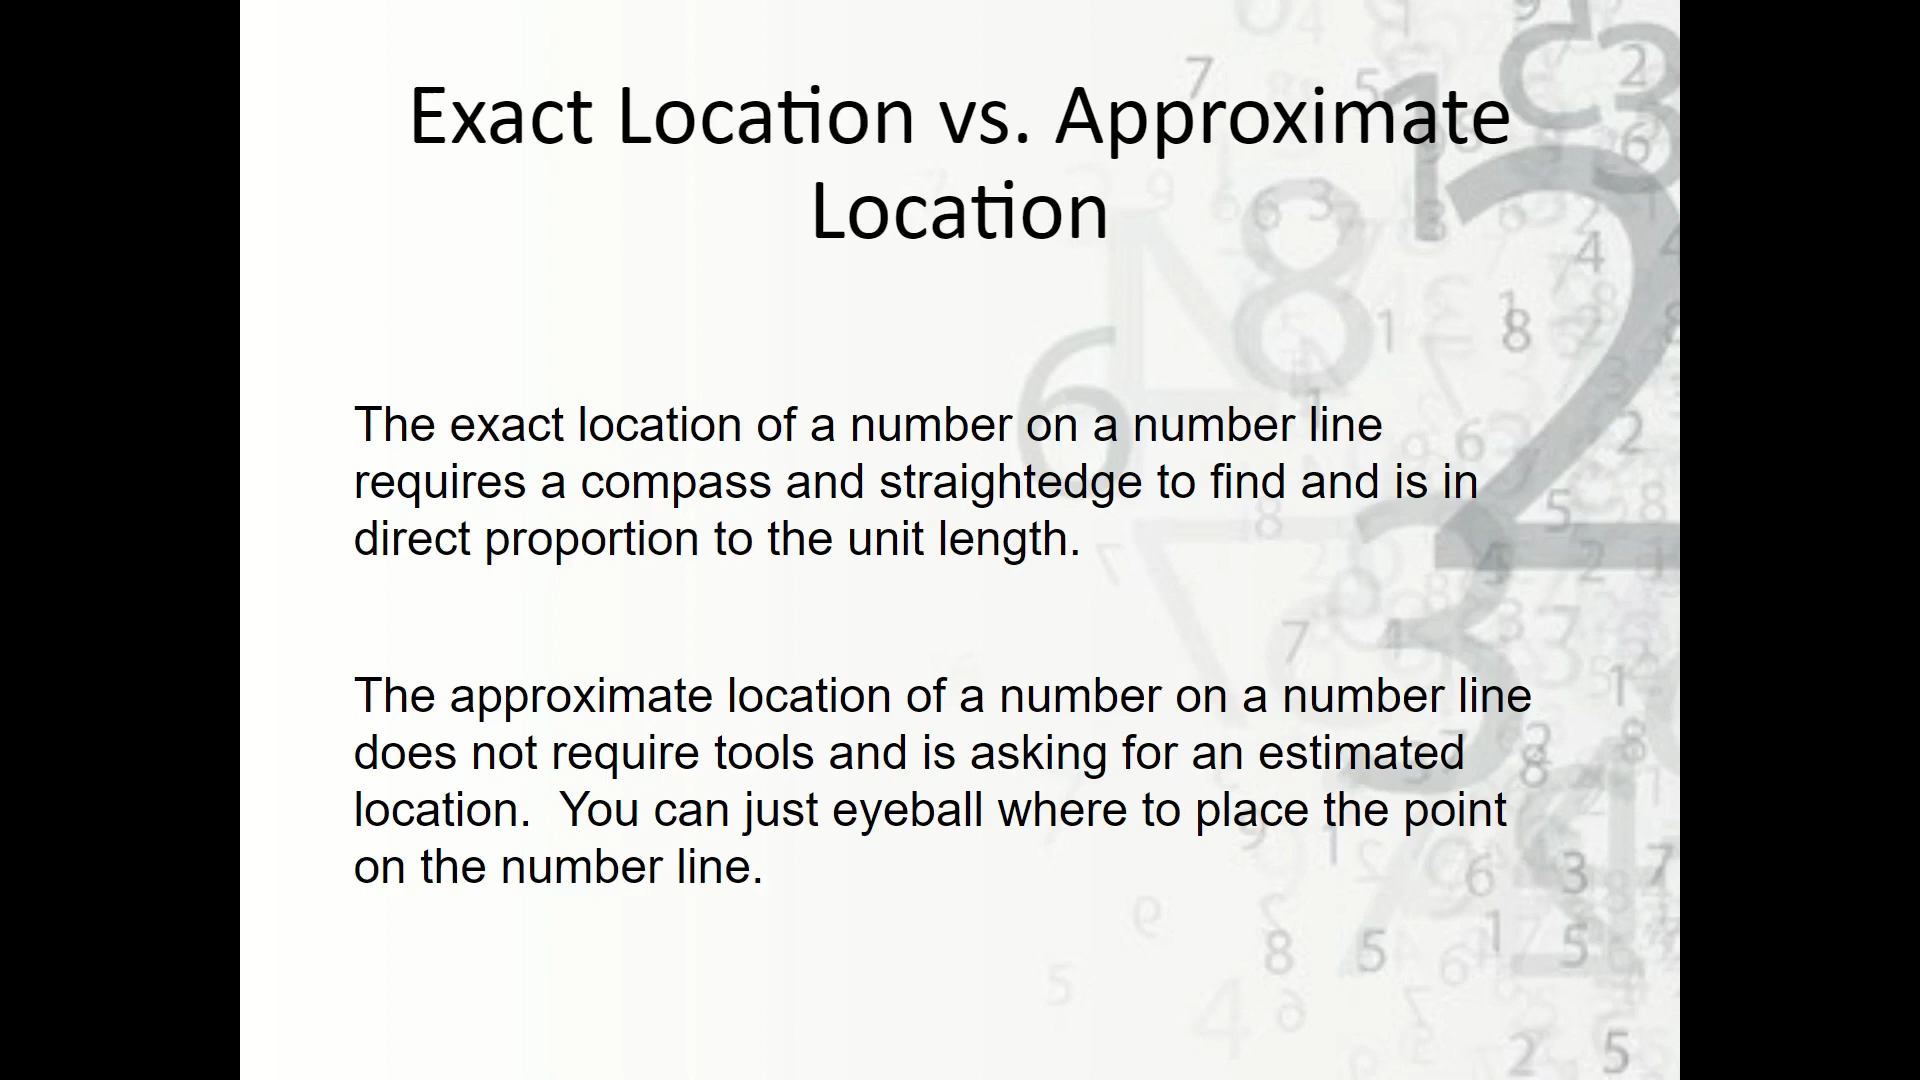 Exact Location vs. Approximate
Location
The exact location of a number on a number line
requires a compass and straightedge to find and is in
direct proportion to the unit length.
The approximate location of a number on a number line
does not require tools and is asking for an estimated
location.  You can just eyeball where to place the point
on the number line.